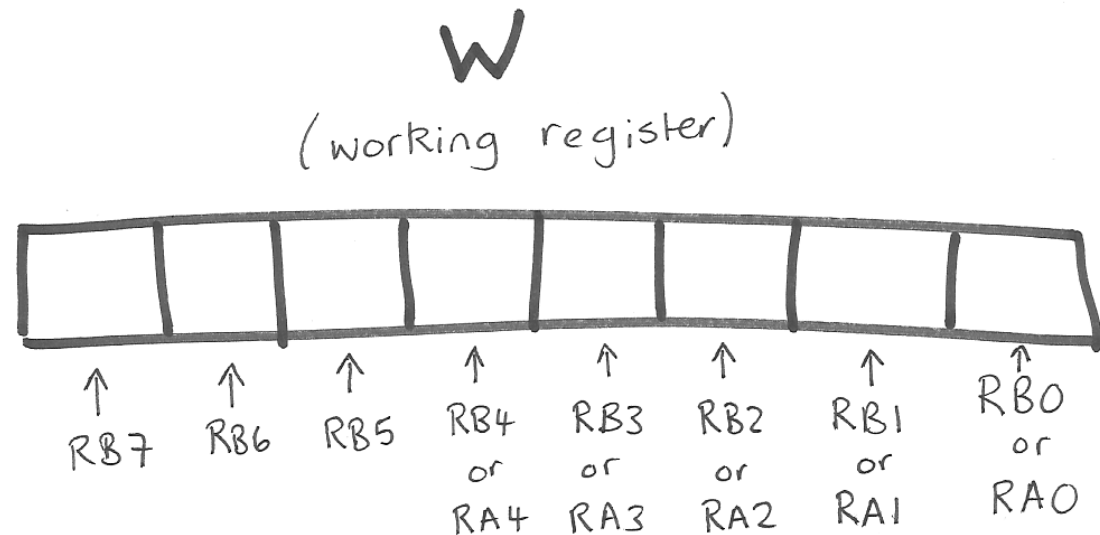 W
(working register)
RB7 RB6 RB5 RB4 RB3 RB2 RB1 RB0
or or or or or
RA4 RA3 RA2 RA1 RA0